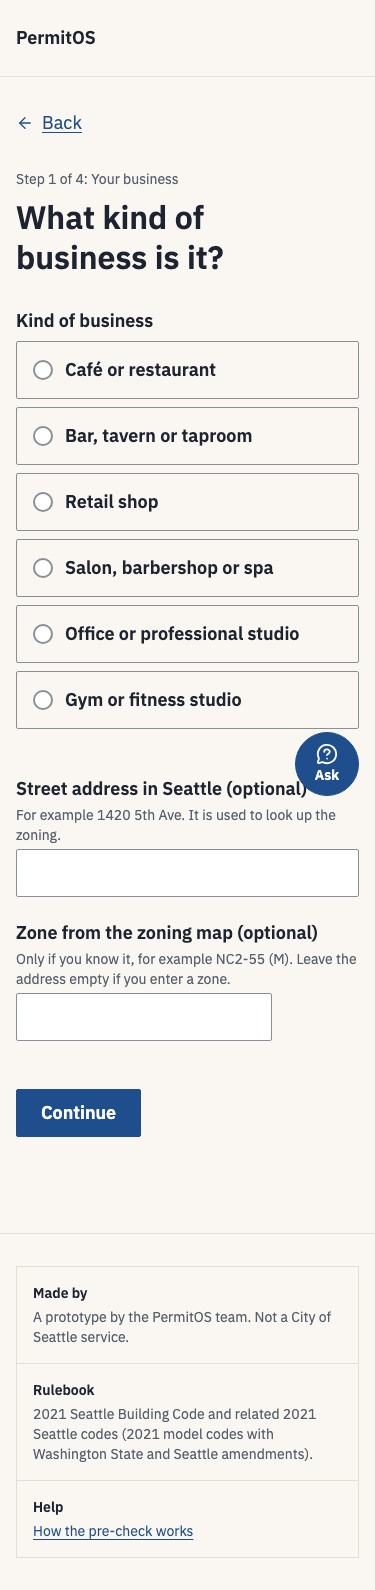 PermitOS
Back
Step 1 of 4: Your business
What kind of
business is it?
Kind of business
Café or restaurant
Bar, tavern or taproom
Retail shop
Salon, barbershop or spa
Office or professional studio
Gym or fitness studio
Ask
Street address in Seattle (optional)
For example 1420 5th Ave. It is used to look up the
zoning.
Zone from the zoning map (optional)
Only if you know it, for example NC2-55 (M). Leave the
address empty if you enter a zone.
Continue
Made by
A prototype by the PermitOS team. Not a City of
Seattle service.
Rulebook
2021 Seattle Building Code and related 2021
Seattle codes (2021 model codes with
Washington State and Seattle amendments).
Help
How the pre-check works